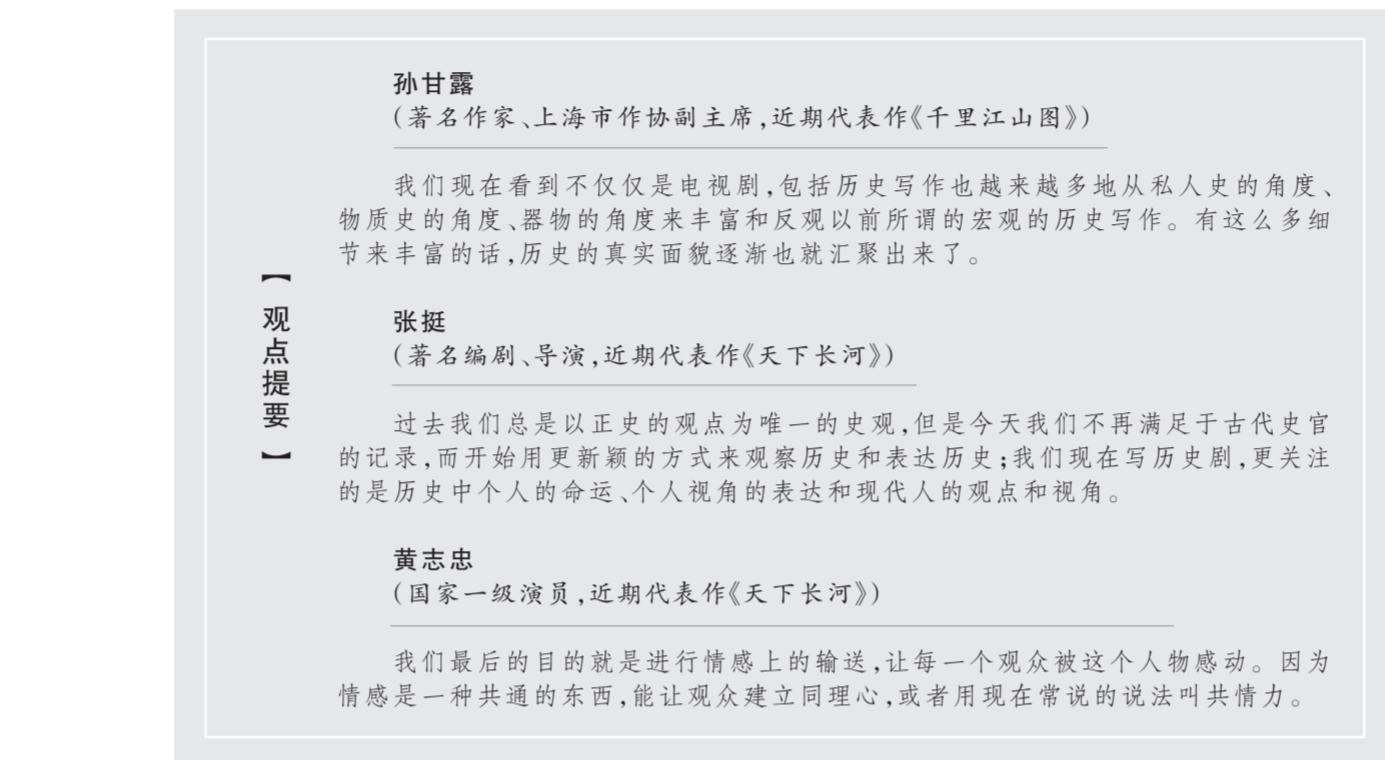 【观点提要】
孙甘露
(著名作家、上海市作协副主席,近期代表作《千里江山图》)
我们现在看到不仅仅是电视剧,包括历史写作也越来越多地从私人史的角度、
物质史的角度、器物的角度来丰富和反观以前所谓的宏观的历史写作。有这么多细
节来丰富的话,历史的真实面貌逐渐也就汇聚出来了。
张挺
(著名编剧、导演,近期代表作《天下长河》)
过去我们总是以正史的观点为唯一的史观,但是今天我们不再满足于古代史官
的记录,而开始用更新颖的方式来观察历史和表达历史;我们现在写历史剧,更关注
的是历史中个人的命运、个人视角的表达和现代人的观点和视角。
黄志忠
(国家一级演员,近期代表作《天下长河》)
我们最后的目的就是进行情感上的输送,让每一个观众被这个人物感动。因为
情感是一种共通的东西,能让观众建立同理心,或者用现在常说的说法叫共情力。